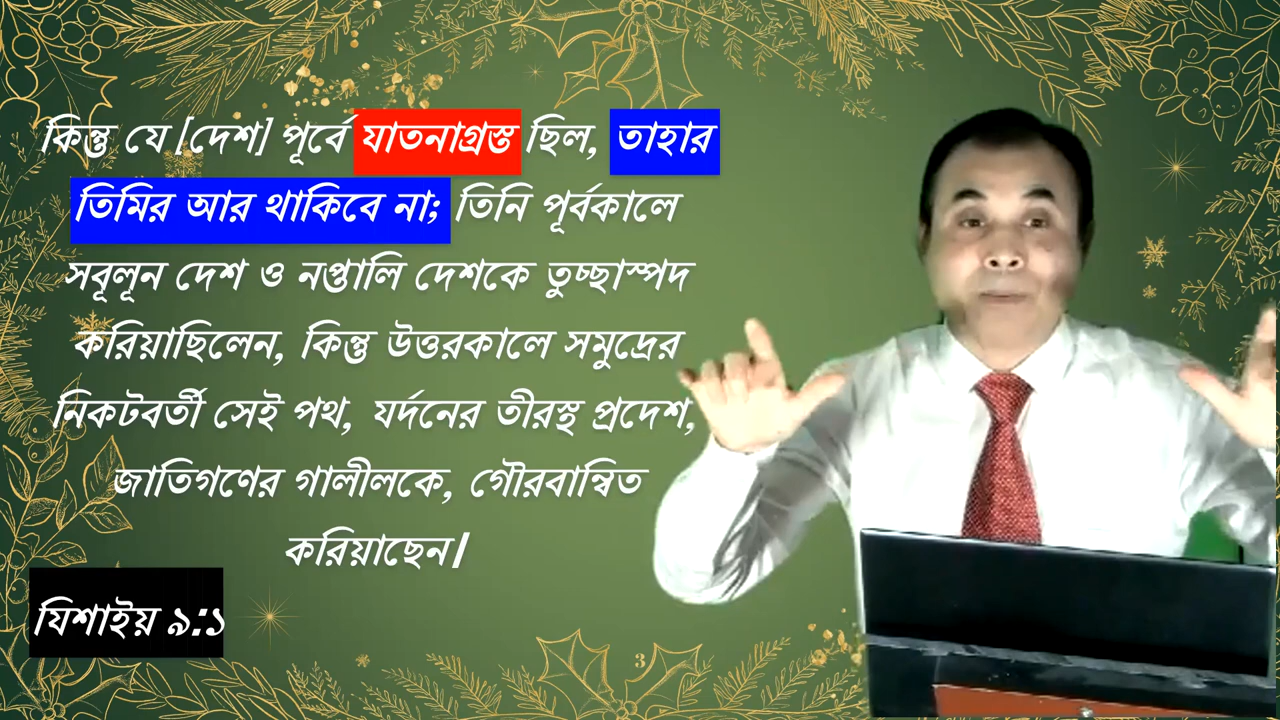 কিন্তু যে [দেশ] পূর্বে যাতনাগ্রস্ত ছিল, তাহার
তিমির আর থাকিবে না; তিনি পূর্বকালে
সবূলূন দেশ ও নপ্তালি দেশকে তুচ্ছাস্পদ
করিয়াছিলেন, কিন্তু উত্তরকালে সমুদ্রের
নিকটবর্তী সেই পথ, যর্দনের তীরস্থ প্রদেশ,
জাতিগণের গালীলকে, গৌরবান্বিত
করিয়াছেন।
যিশাইয় ৯:১
3